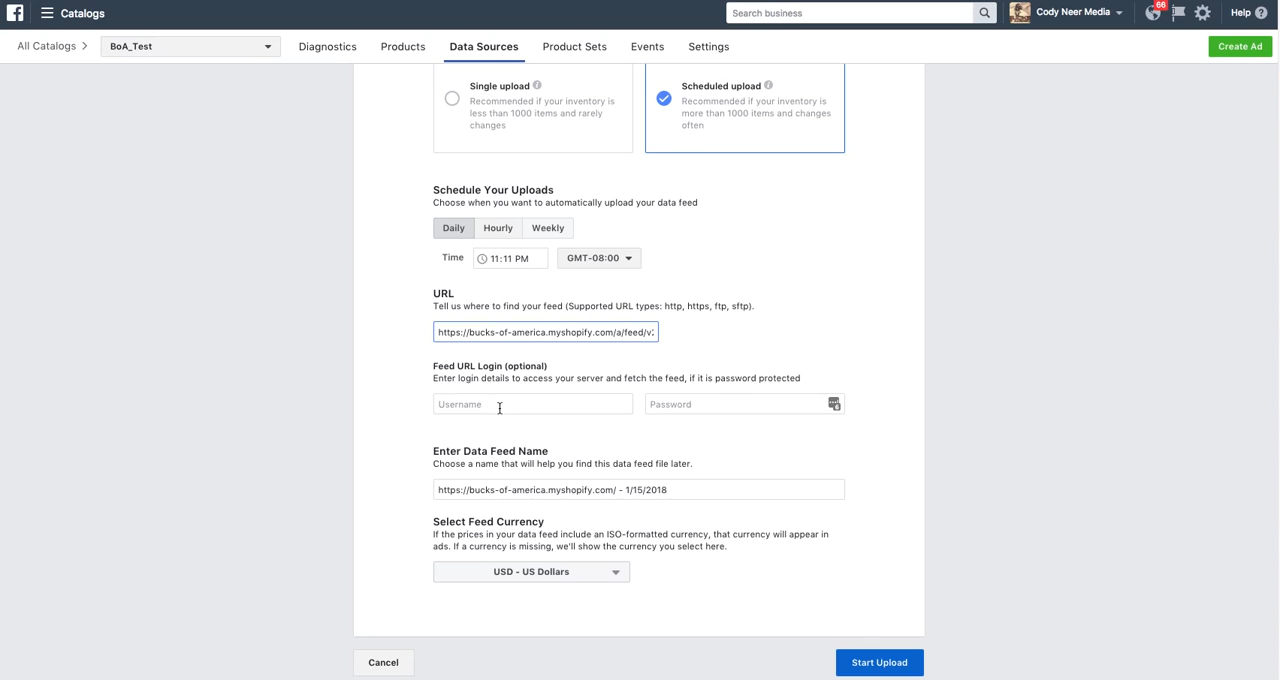 Catalogs
Search business
Cody Neer Media
66
Help
All Catalogs
BoA_Test
Diagnostics
Products
Data Sources
Product Sets
Events
Settings
Create Ad
Single upload
Recommended if your inventory is
less than 1000 items and rarely
changes
Scheduled upload
Recommended if your inventory is
more than 1000 items and changes
often
Schedule Your Uploads
Choose when you want to automatically upload your data feed
Daily
Hourly
Weekly
Time
11:11 PM
GMT-08:00
URL
Tell us where to find your feed (Supported URL types: http, https, ftp, sftp).
https://bucks-of-america.myshopify.com/a/feed/v
Feed URL Login (optional)
Enter login details to access your server and fetch the feed, if it is password protected
Username
Password
Enter Data Feed Name
Choose a name that will help you find this data feed file later.
https://bucks-of-america.myshopify.com/ - 1/15/2018
Select Feed Currency
If the prices in your data feed include an ISO-formatted currency, that currency will appear in
ads. If a currency is missing, we'll show the currency you select here.
USD - US Dollars
Cancel
Start Upload